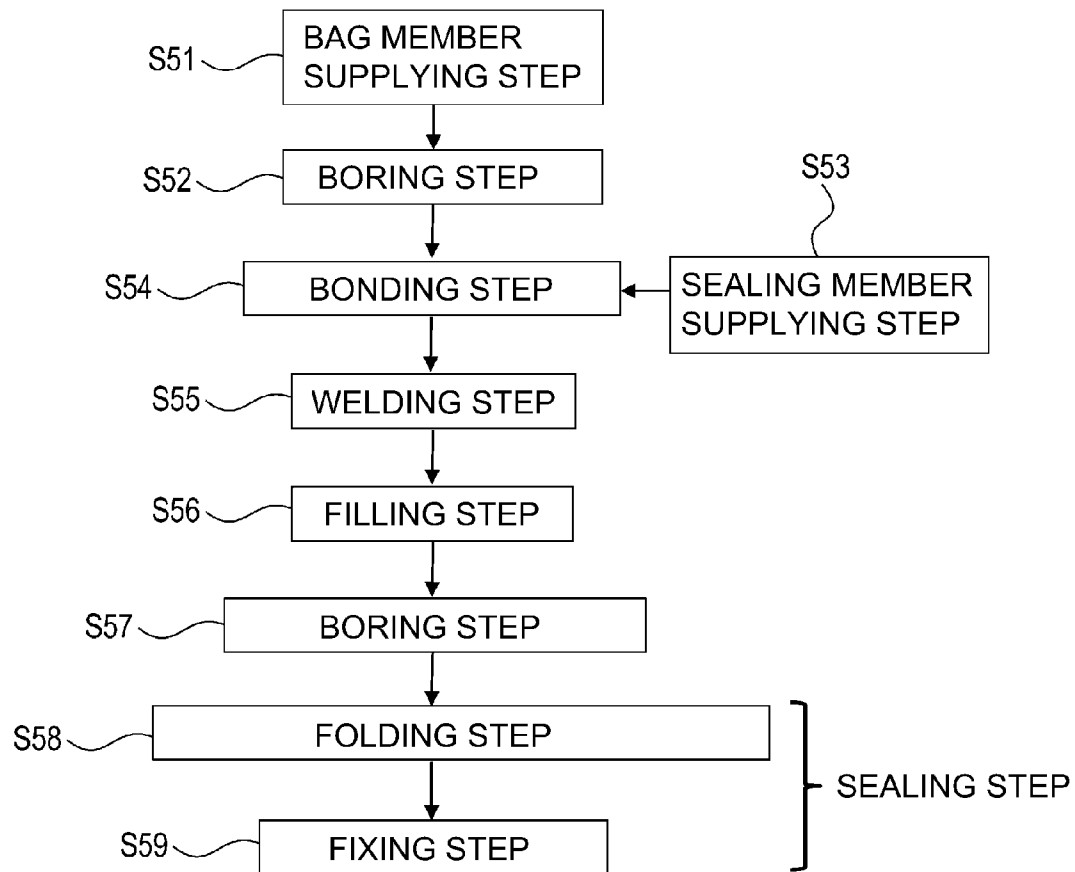 S51
BAG MEMBER
SUPPLYING STEP
S52
BORING STEP
S53
S54
BONDING STEP
SEALING MEMBER
SUPPLYING STEP
S55
WELDING STEP
S56
FILLING STEP
S57
BORING STEP
S58
FOLDING STEP
SEALING STEP
S59
FIXING STEP